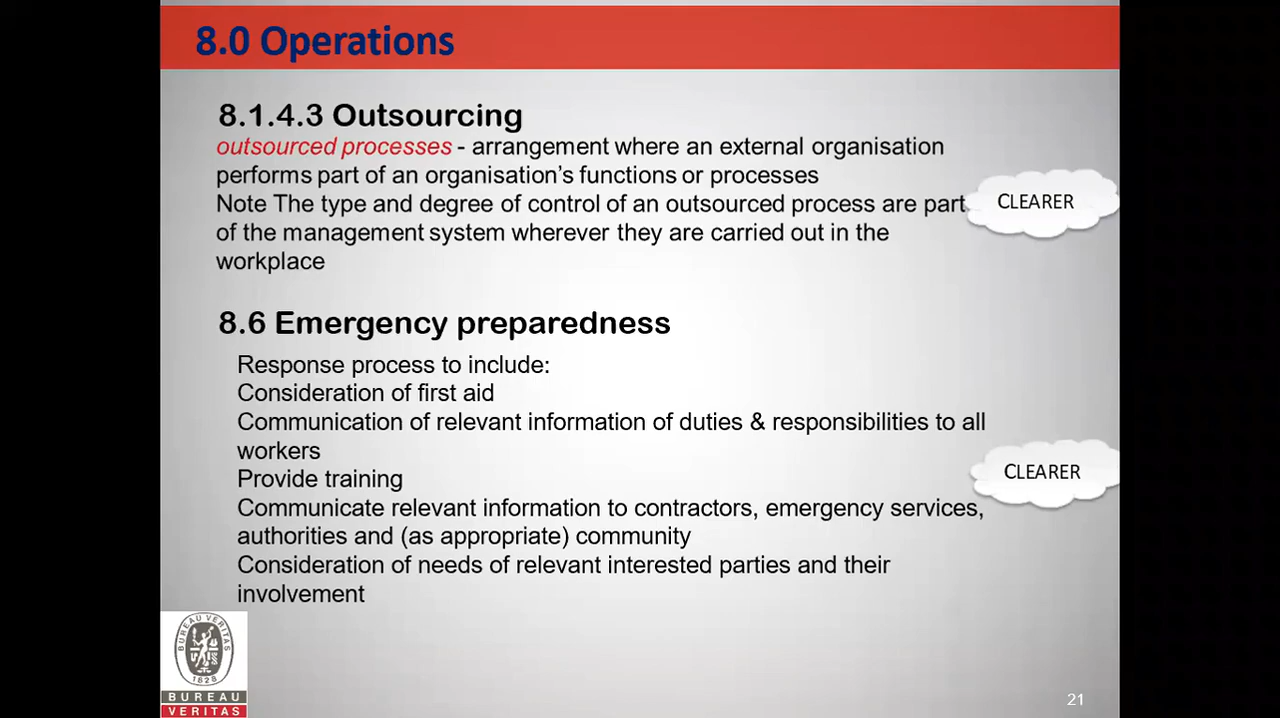 8.0 Operations
8.1.4.3 Outsourcing
outsourced processes - arrangement where an external organisation
performs part of an organisation's functions or processes
Note The type and degree of control of an outsourced process are part
of the management system wherever they are carried out in the
workplace
CLEARER
8.6 Emergency preparedness
Response process to include:
Consideration of first aid
Communication of relevant information of duties & responsibilities to all
workers
Provide training
Communicate relevant information to contractors, emergency services,
authorities and (as appropriate) community
Consideration of needs of relevant interested parties and their
involvement
CLEARER
BUREAU VERITAS
1828
BUREAU
VERITAS
21